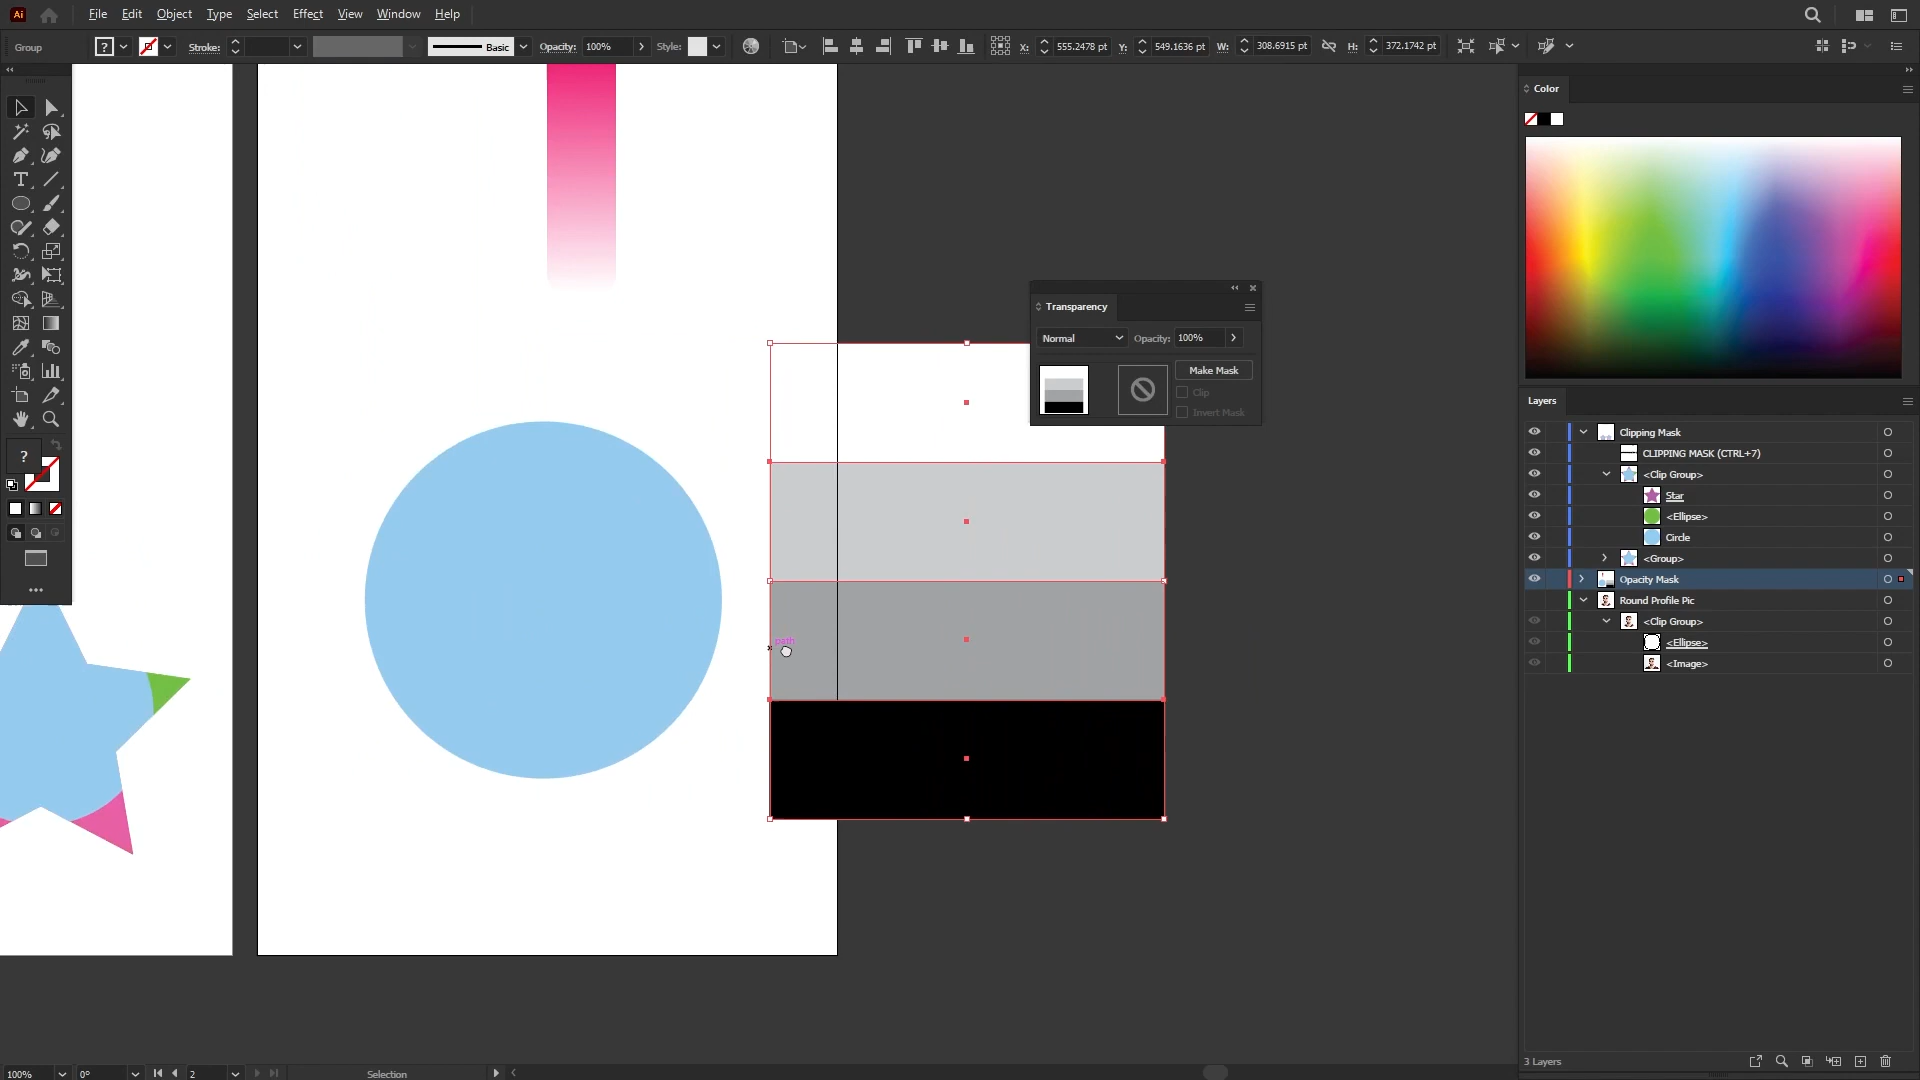 Ai File Edit Object Type Select Effect View Window Help
Group ? Stroke: Basic Opacity: 100% Style: X: 555.2478 pt Y: 549.1636 pt W: 308.6915 pt H: 372.1742 pt
Color
Transparency
Normal Opacity: 100%
Make Mask
Clip
Invert Mask
Layers
Clipping Mask
CLIPPING MASK (CTRL+7)
<Clip Group>
Star
<Ellipse>
Circle
<Group>
Opacity Mask
Round Profile Pic
<Clip Group>
<Ellipse>
<Image>
path
?
3 Layers
100% 0° 2 Selection